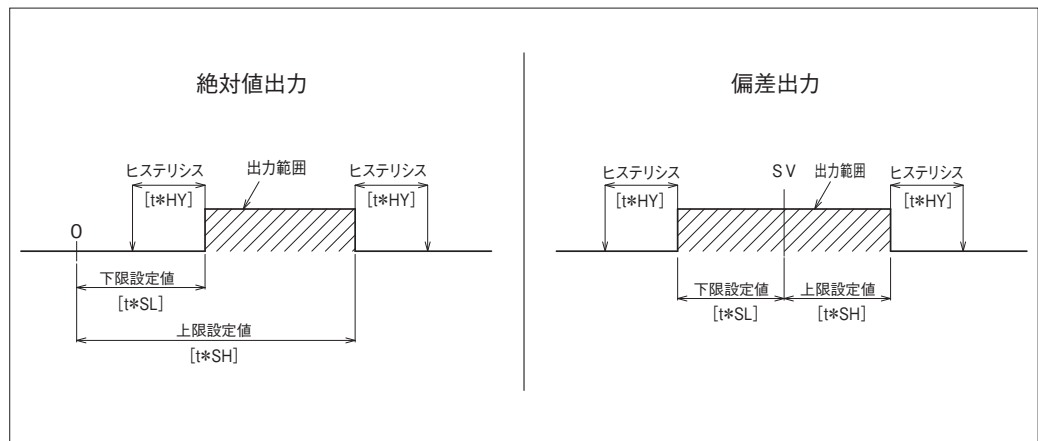 絶対値出力
ヒステリシス
[t*HY]
出力範囲
ヒステリシス
[t*HY]
0
下限設定値
[t*SL]
上限設定値
[t*SH]
偏差出力
ヒステリシス
[t*HY]
SV
出力範囲
ヒステリシス
[t*HY]
下限設定値
[t*SL]
上限設定値
[t*SH]